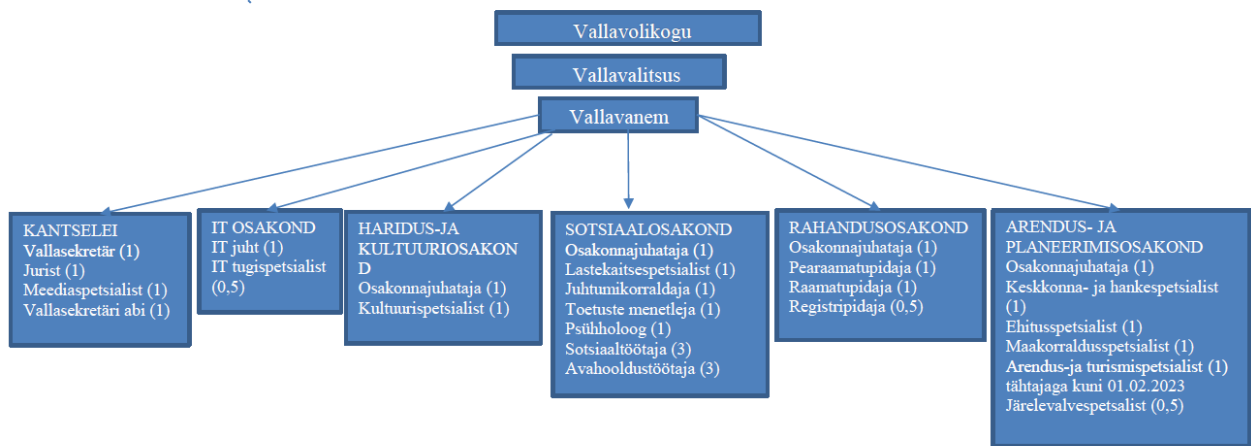 Vallavolikogu
Vallavalitsus
Vallavanem
KANTSELEI
Vallasekretär (1)
Jurist (1)
Meediaspetsialist (1)
Vallasekretäri abi (1)
IT OSAKOND
IT juht (1)
IT tugispetsialist
(0,5)
HARIDUS-JA
KULTUURIOSAKON
D
Osakonnajuhataja (1)
Kultuurispetsialist (1)
SOTSIAALOSAKOND
Osakonnajuhataja (1)
Lastekaitsespetsialist (1)
Juhtumikorraldaja (1)
Toetuste menetleja (1)
Psühholoog (1)
Sotsiaaltöötaja (3)
Avahooldustöötaja (3)
RAHANDUSOSAKOND
Osakonnajuhataja (1)
Pearaamatupidaja (1)
Raamatupidaja (1)
Registripidaja (0,5)
ARENDUS- JA
PLANEERIMISOSAKOND
Osakonnajuhataja (1)
Keskkonna- ja hankespetsialist
(1)
Ehitusspetsialist (1)
Maakorraldusspetsialist (1)
Arendus-ja turismispetsialist (1)
tähtajaga kuni 01.02.2023
Järelevalvespetsalist (0,5)